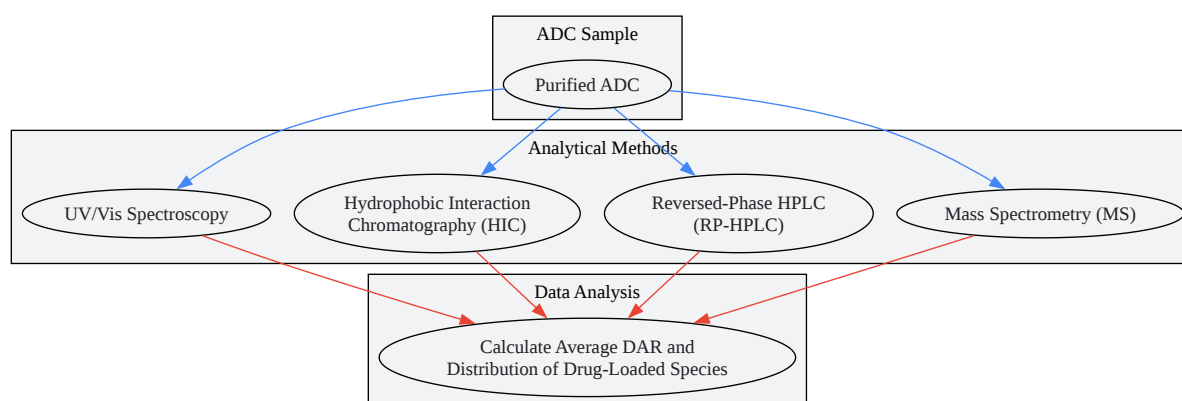 ADC Sample
Purified ADC
Analytical Methods
UV/Vis Spectroscopy
Hydrophobic Interaction
Chromatography (HIC)
Reversed-Phase HPLC
(RP-HPLC)
Mass Spectrometry (MS)
Data Analysis
Calculate Average DAR and
Distribution of Drug-Loaded Species